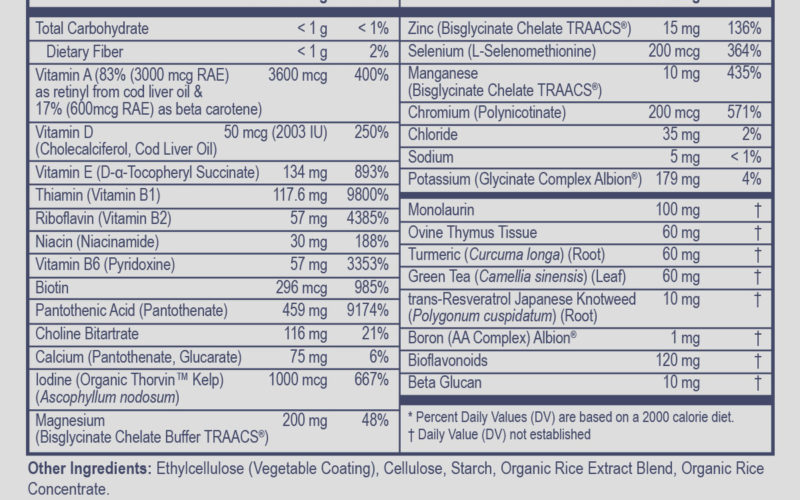 Total Carbohydrate < 1 g < 1%
Dietary Fiber < 1 g 2%
Vitamin A (83% (3000 mcg RAE) 3600 mcg 400%
as retinyl from cod liver oil &
17% (600mcg RAE) as beta carotene)
Vitamin D 50 mcg (2003 IU) 250%
(Cholecalciferol, Cod Liver Oil)
Vitamin E (D-α-Tocopheryl Succinate) 134 mg 893%
Thiamin (Vitamin B1) 117.6 mg 9800%
Riboflavin (Vitamin B2) 57 mg 4385%
Niacin (Niacinamide) 30 mg 188%
Vitamin B6 (Pyridoxine) 57 mg 3353%
Biotin 296 mcg 985%
Pantothenic Acid (Pantothenate) 459 mg 9174%
Choline Bitartrate 116 mg 21%
Calcium (Pantothenate, Glucarate) 75 mg 6%
Iodine (Organic Thorvin™ Kelp) 1000 mcg 667%
(Ascophyllum nodosum)
Magnesium 200 mg 48%
(Bisglycinate Chelate Buffer TRAACS®)
Zinc (Bisglycinate Chelate TRAACS®) 15 mg 136%
Selenium (L-Selenomethionine) 200 mcg 364%
Manganese 10 mg 435%
(Bisglycinate Chelate TRAACS®)
Chromium (Polynicotinate) 200 mcg 571%
Chloride 35 mg 2%
Sodium 5 mg < 1%
Potassium (Glycinate Complex Albion®) 179 mg 4%
Monolaurin 100 mg †
Ovine Thymus Tissue 60 mg †
Turmeric (Curcuma longa) (Root) 60 mg †
Green Tea (Camellia sinensis) (Leaf) 60 mg †
trans-Resveratrol Japanese Knotweed 10 mg †
(Polygonum cuspidatum) (Root)
Boron (AA Complex) Albion® 1 mg †
Bioflavonoids 120 mg †
Beta Glucan 10 mg †
* Percent Daily Values (DV) are based on a 2000 calorie diet.
† Daily Value (DV) not established
Other Ingredients: Ethylcellulose (Vegetable Coating), Cellulose, Starch, Organic Rice Extract Blend, Organic Rice
Concentrate.